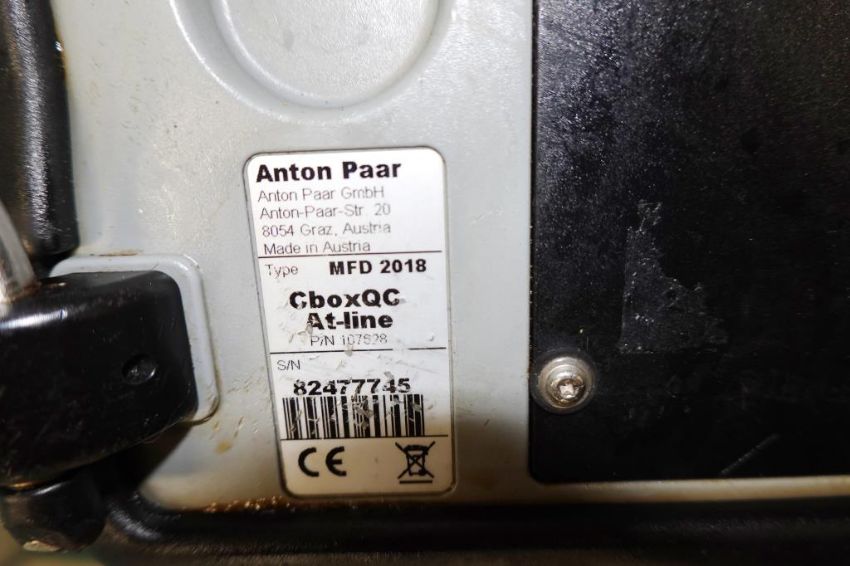 Anton Paar
Anton Paar GmbH
Anton-Paar-Str. 20
8054 Graz, Austria
Made in Austria
Type MFD 2018
CboxQC
At-line
P/N
S/N
82477745
CE